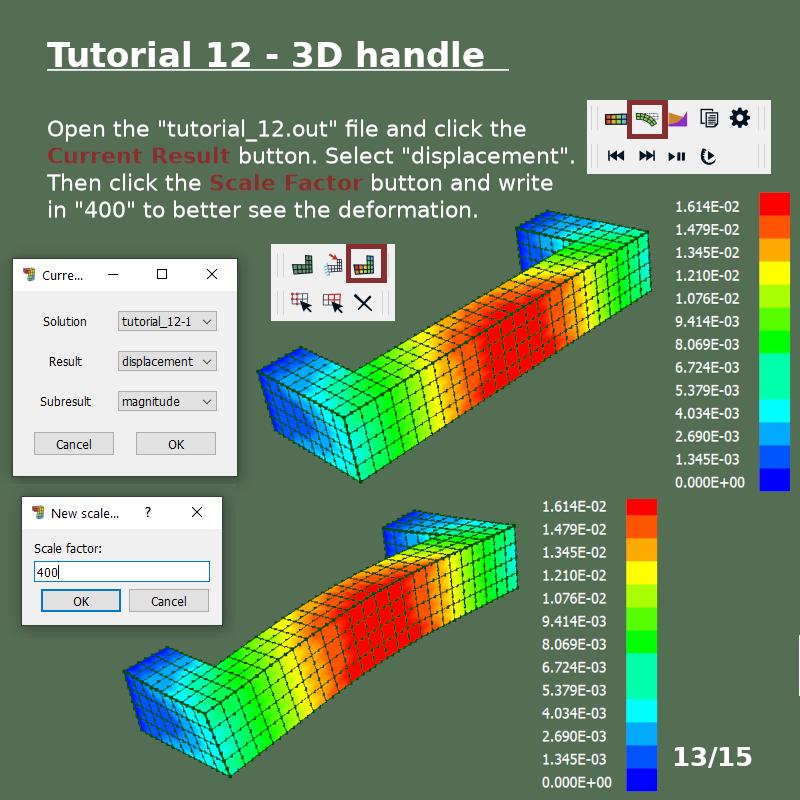 Tutorial 12 - 3D handle
Open the "tutorial_12.out" file and click the
Current Result button. Select "displacement".
Then click the Scale Factor button and write
in "400" to better see the deformation.
Curre...
Solution tutorial_12-1
Result displacement
Subresult magnitude
Cancel OK
1.614E-02
1.479E-02
1.345E-02
1.210E-02
1.076E-02
9.414E-03
8.069E-03
6.724E-03
5.379E-03
4.034E-03
2.690E-03
1.345E-03
0.000E+00
New scale... ?
Scale factor:
400
OK Cancel
1.614E-02
1.479E-02
1.345E-02
1.210E-02
1.076E-02
9.414E-03
8.069E-03
6.724E-03
5.379E-03
4.034E-03
2.690E-03
1.345E-03
0.000E+00
13/15